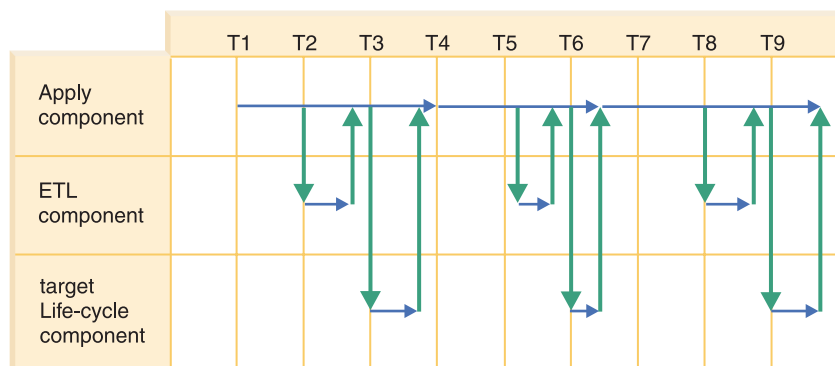 T1 T2 T3 T4 T5 T6 T7 T8 T9
Apply
component
ETL
component
target
Life-cycle
component